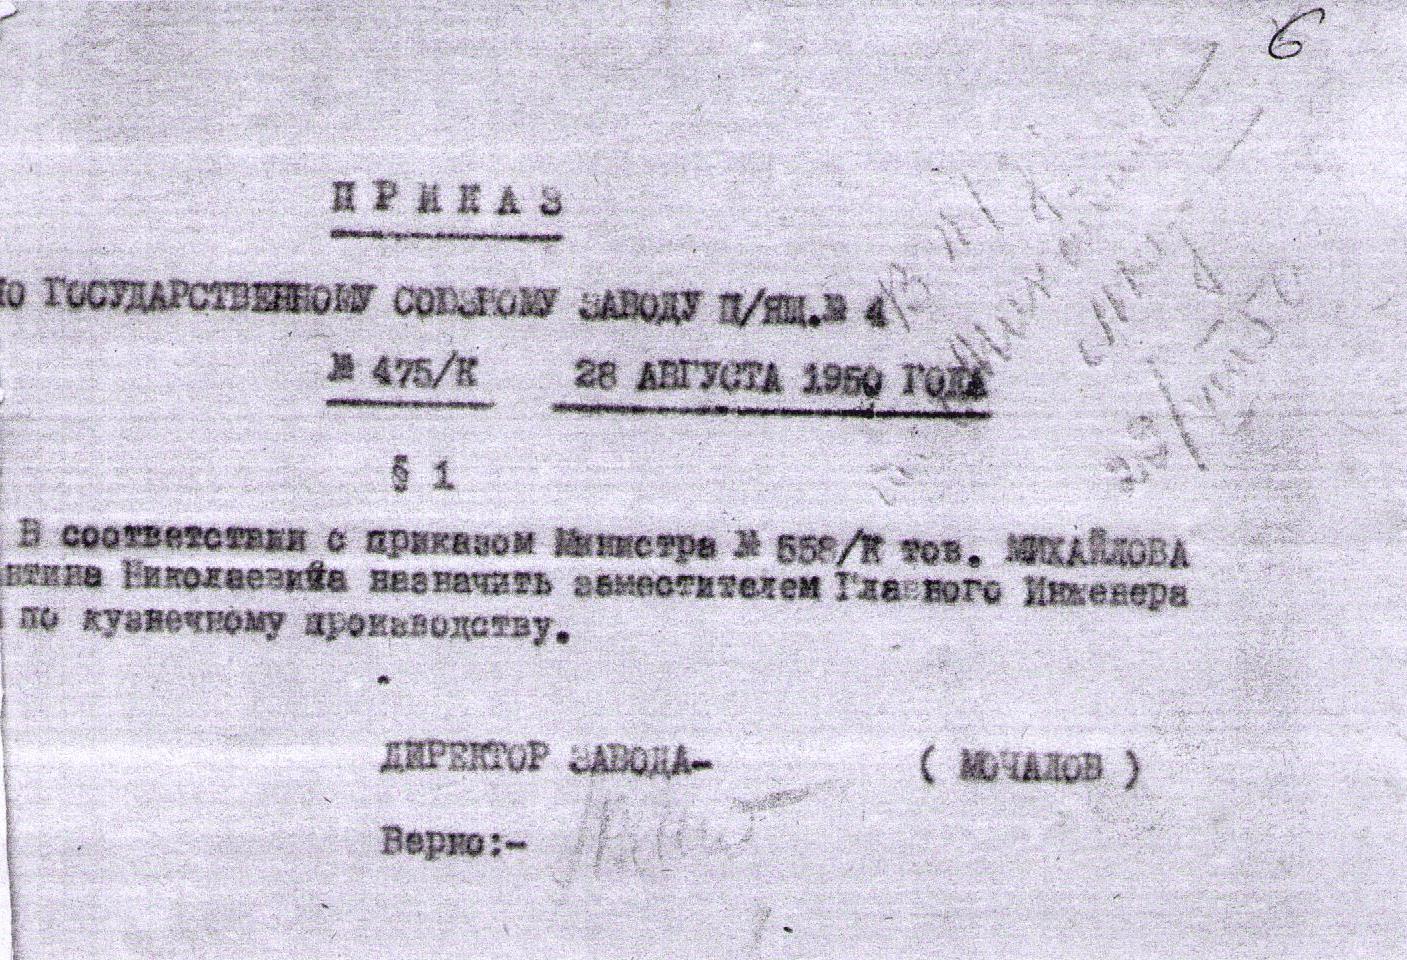 6
ПРИКАЗ
ПО ГОСУДАРСТВЕННОМУ СОЮЗНОМУ ЗАВОДУ П/ЯЩ.№ 4
№ 475/К 28 АВГУСТА 1950 ГОДА
§ 1
В соответствии с приказом Министра № 558/К тов. МИХАЙЛОВА
нтина Николаевича назначить заместителем Главного Инженера
по кузнечному производству.
ДИРЕКТОР ЗАВОДА- ( МОЧАЛОВ )
Верно:-